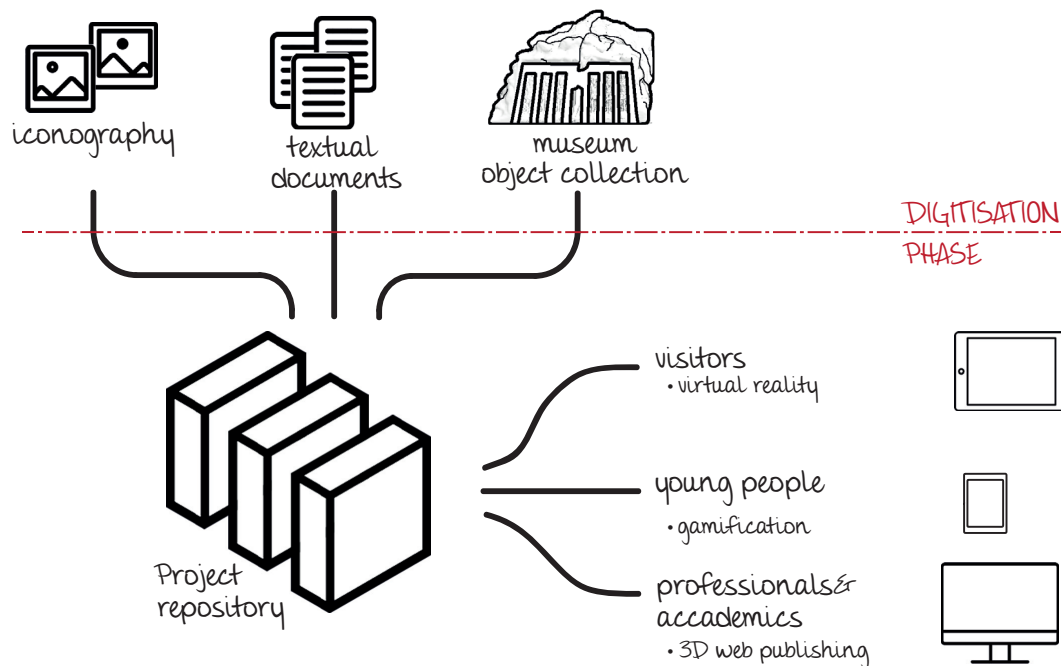 iconography
textual
documents
museum
object collection
DIGITISATION
PHASE
visitors
• virtual reality
young people
• gamification
professionals&
accademics
• 3D web publishing
Project
repository